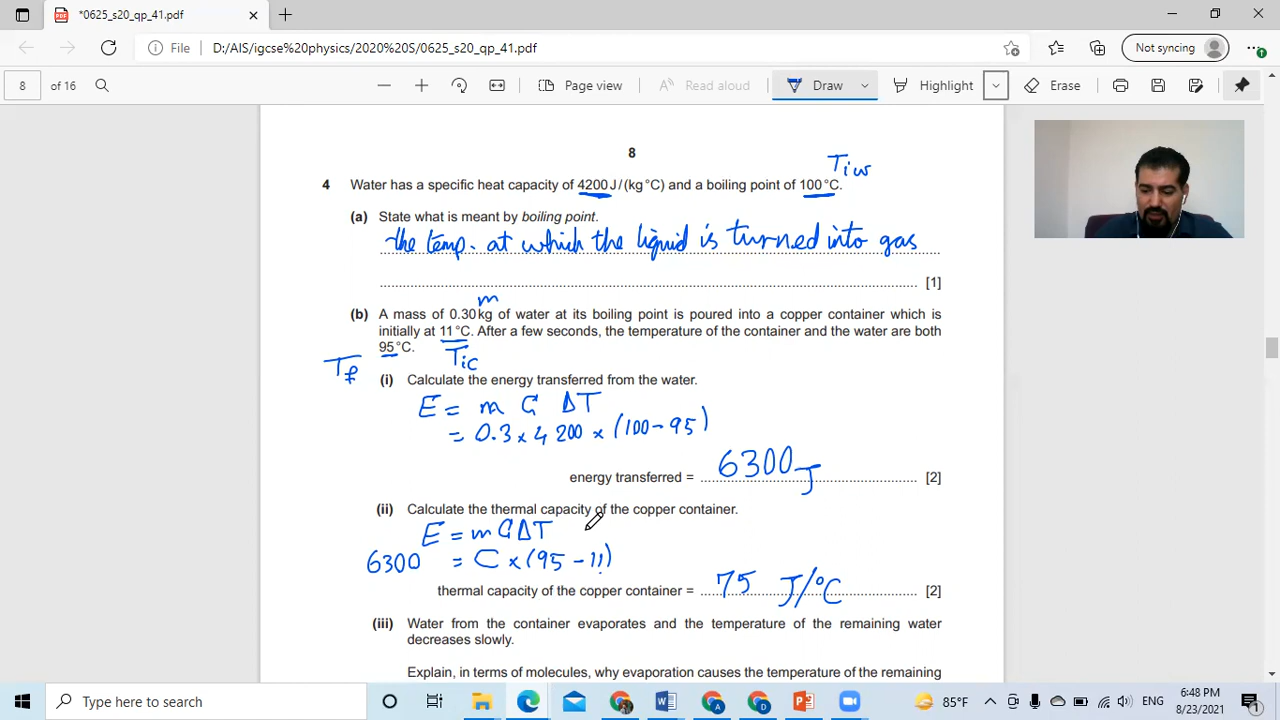 *0625_s20_qp_41.pdf
File D:/AIS/igcse%20physics/2020%20S/0625_s20_qp_41.pdf Not syncing
8 of 16 Page view Read aloud Draw Highlight Erase
8
Tiw
4 Water has a specific heat capacity of 4200 J/(kg °C) and a boiling point of 100 °C.
(a) State what is meant by boiling point.
the temp. at which the liquid is turned into gas
[1]
m
(b) A mass of 0.30 kg of water at its boiling point is poured into a copper container which is
initially at 11 °C. After a few seconds, the temperature of the container and the water are both
95 °C.
Tf Tic
(i) Calculate the energy transferred from the water.
E = m C ΔT
= 0.3 × 4200 × (100 - 95)
energy transferred = 6300 J [2]
(ii) Calculate the thermal capacity of the copper container.
E = m C ΔT
6300 = C × (95 - 11)
thermal capacity of the copper container = 75 J/°C [2]
(iii) Water from the container evaporates and the temperature of the remaining water
decreases slowly.
Explain, in terms of molecules, why evaporation causes the temperature of the remaining
Type here to search 85°F ENG 6:48 PM
8/23/2021